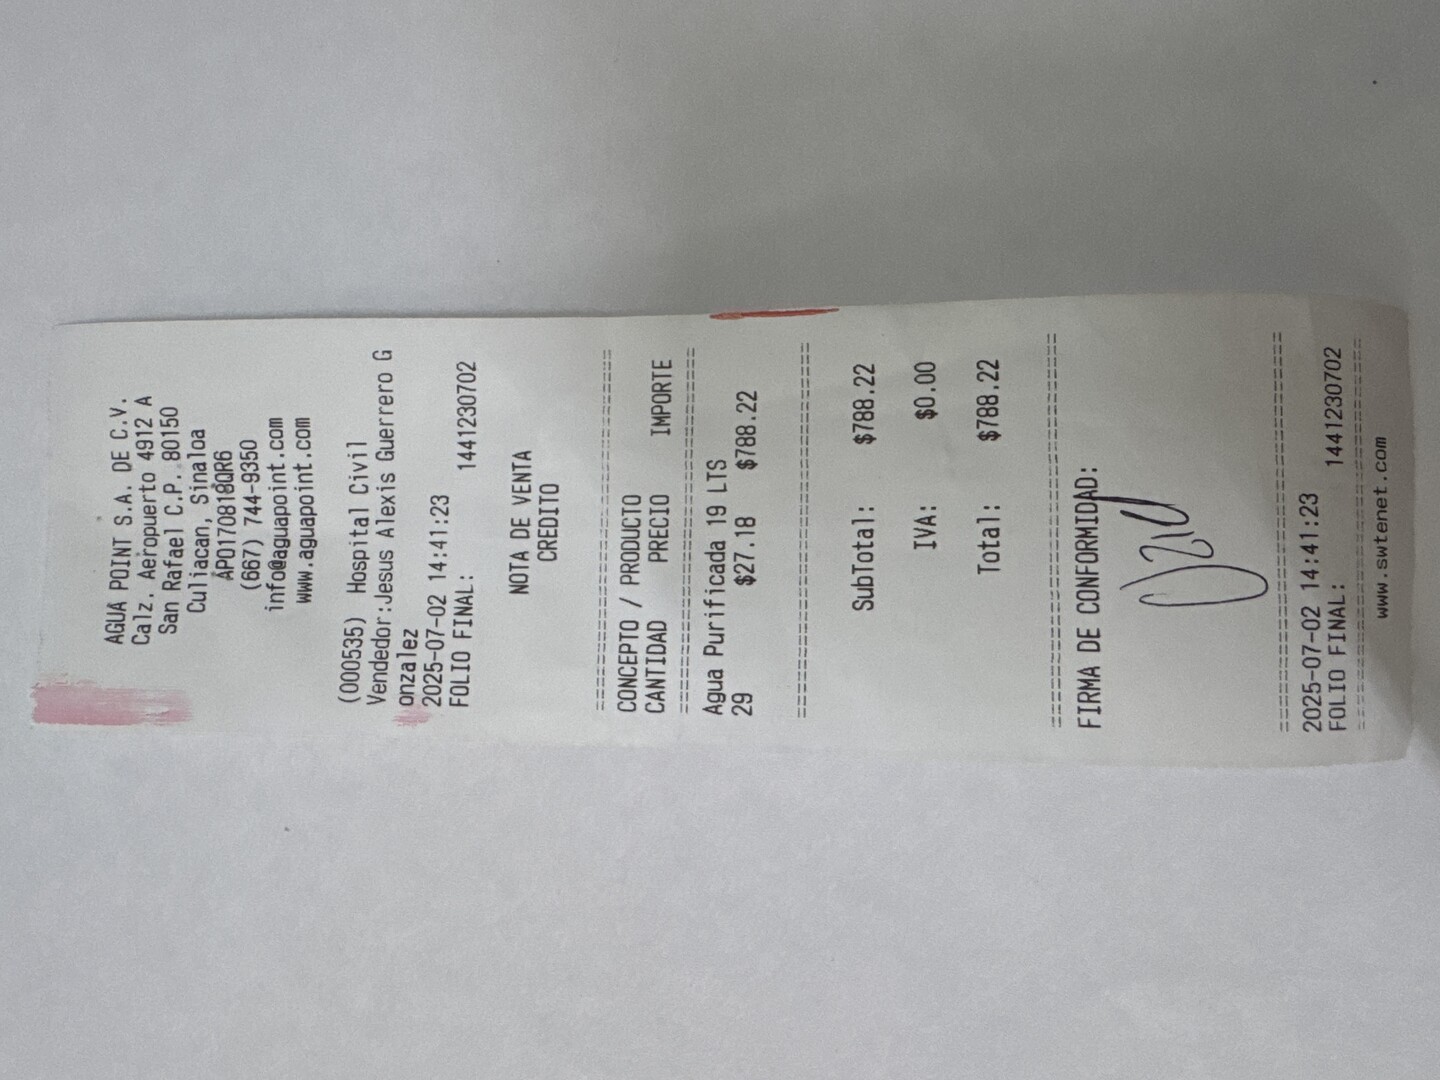 AGUA POINT S.A. DE C.V.
Calz. Aeropuerto 4912 A
San Rafael C.P. 80150
Culiacan, Sinaloa
APO170818QR6
(667) 744-9350
info@aguapoint.com
www.aguapoint.com
(000535) Hospital Civil
Vendedor:Jesus Alexis Guerrero G
onzalez
2025-07-02 14:41:23
FOLIO FINAL: 1441230702
NOTA DE VENTA
CREDITO
CONCEPTO / PRODUCTO
CANTIDAD PRECIO IMPORTE
Agua Purificada 19 LTS
29 $27.18 $788.22
SubTotal: $788.22
IVA: $0.00
Total: $788.22
FIRMA DE CONFORMIDAD:
2025-07-02 14:41:23
FOLIO FINAL: 1441230702
www.swtenet.com